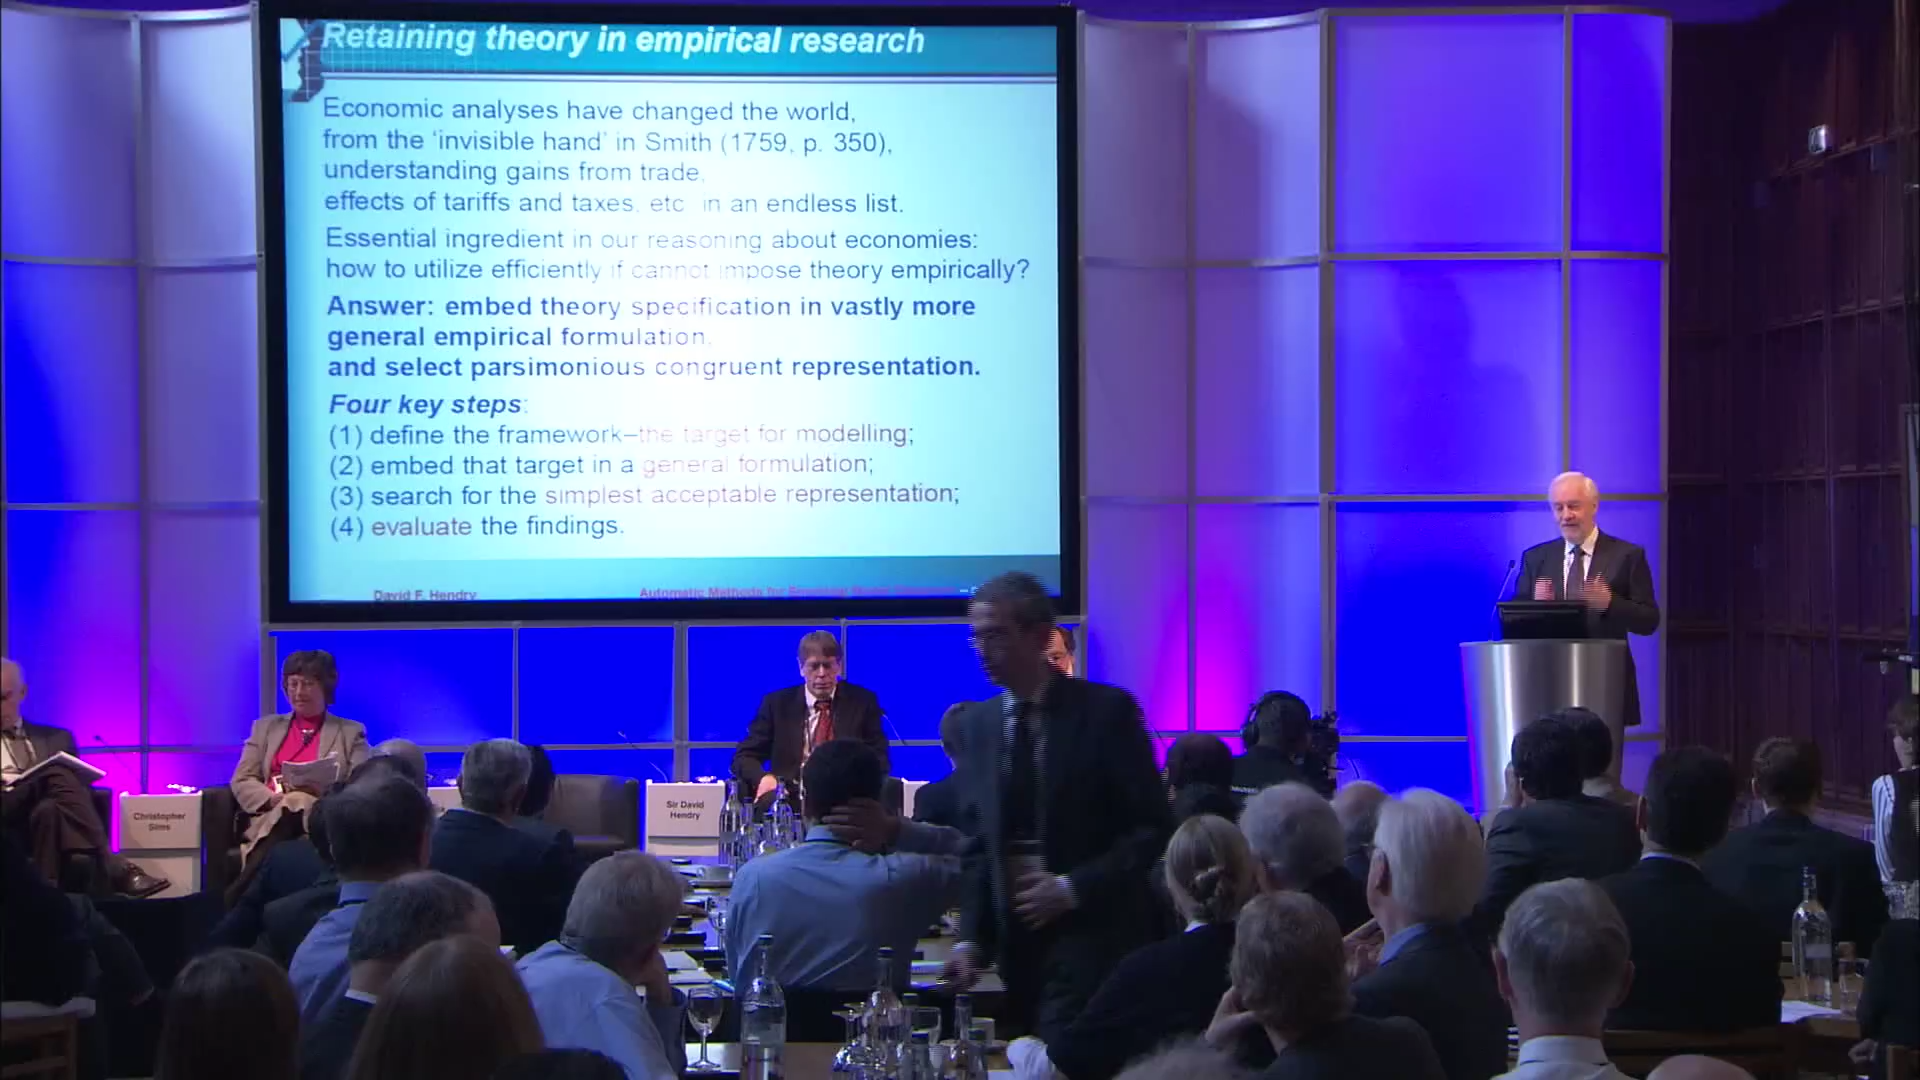 Retaining theory in empirical research
Economic analyses have changed the world,
from the 'invisible hand' in Smith (1759, p. 350),
understanding gains from trade,
effects of tariffs and taxes, etc in an endless list.
Essential ingredient in our reasoning about economies:
how to utilize efficiently if cannot impose theory empirically?
Answer: embed theory specification in vastly more
general empirical formulation,
and select parsimonious congruent representation.
Four key steps:
(1) define the framework–the target for modelling;
(2) embed that target in a general formulation;
(3) search for the simplest acceptable representation;
(4) evaluate the findings.
David F. Hendry
Automatic Methods for Empirical
Christopher
Sims
Sir David
Hendry